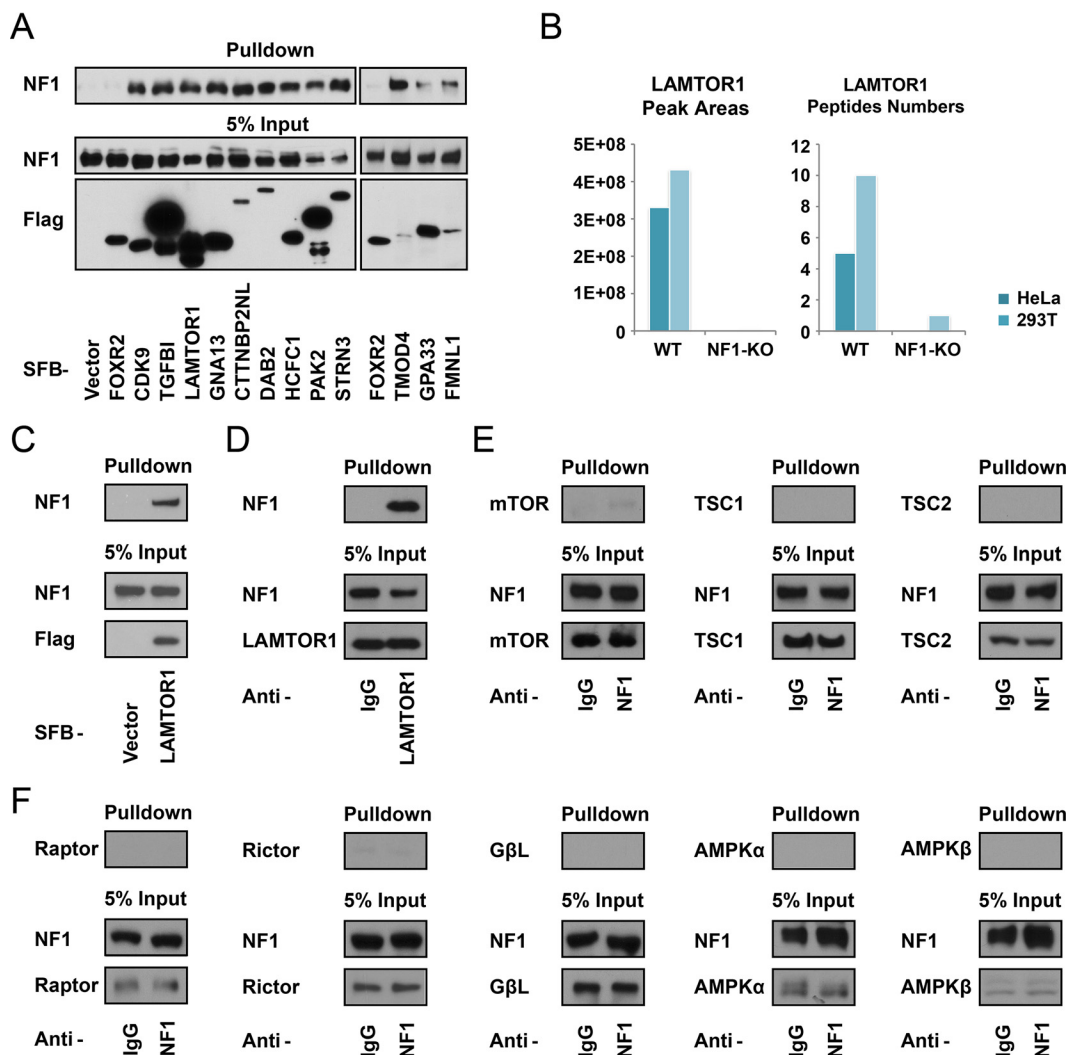 A
Pulldown
NF1
5% Input
NF1
Flag
SFB-
Vector
FOXR2
CDK9
TGFBI
LAMTOR1
GNA13
CTTNBP2NL
DAB2
HCFC1
PAK2
STRN3
FOXR2
TMOD4
GPA33
FMNL1
B
LAMTOR1
Peak Areas
5E+08
4E+08
3E+08
2E+08
1E+08
0
WT NF1-KO
LAMTOR1
Peptides Numbers
12
10
8
6
4
2
0
WT NF1-KO
HeLa
293T
C
Pulldown
NF1
5% Input
NF1
Flag
SFB-
Vector
LAMTOR1
D
Pulldown
NF1
5% Input
NF1
LAMTOR1
Anti-
IgG
LAMTOR1
E
Pulldown
mTOR
5% Input
NF1
mTOR
Anti-
IgG
NF1
Pulldown
TSC1
5% Input
NF1
TSC1
Anti-
IgG
NF1
Pulldown
TSC2
5% Input
NF1
TSC2
Anti-
IgG
NF1
F
Pulldown
Raptor
5% Input
NF1
Raptor
Anti-
IgG
NF1
Pulldown
Rictor
5% Input
NF1
Rictor
Anti-
IgG
NF1
Pulldown
GβL
5% Input
NF1
GβL
Anti-
IgG
NF1
Pulldown
AMPKα
5% Input
NF1
AMPKα
Anti-
IgG
NF1
Pulldown
AMPKβ
5% Input
NF1
AMPKβ
Anti-
IgG
NF1